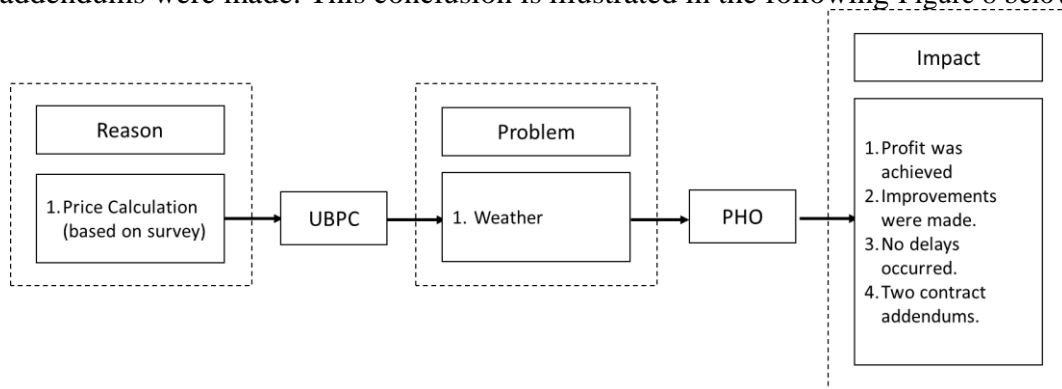 addendums were made. This conclusion is illustrated in the following Figure 8 below
Reason
1. Price Calculation
(based on survey)
UBPC
Problem
1. Weather
PHO
Impact
1. Profit was
achieved
2. Improvements
were made.
3. No delays
occurred.
4. Two contract
addendums.